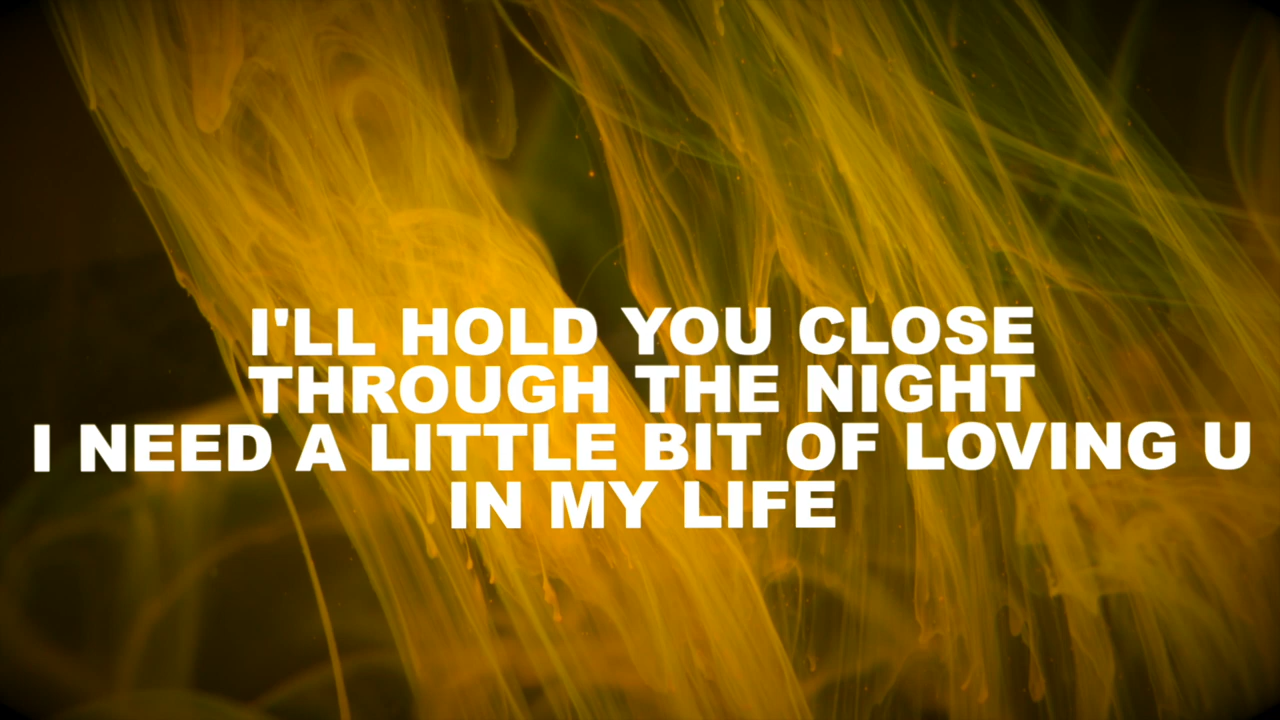 I'LL HOLD YOU CLOSE
THROUGH THE NIGHT
I NEED A LITTLE BIT OF LOVING U
IN MY LIFE